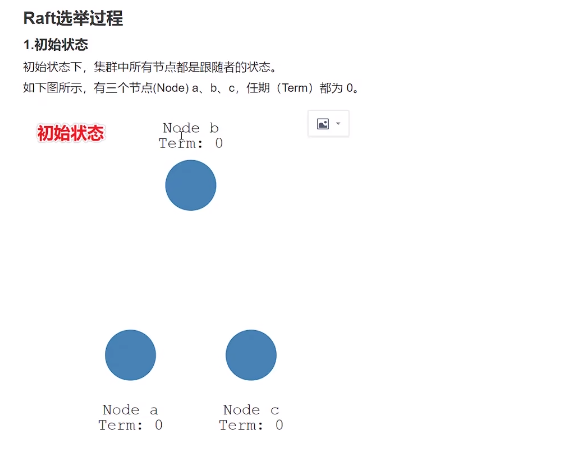 Raft选举过程
1.初始状态
初始状态下，集群中所有节点都是跟随者的状态。
如下图所示，有三个节点(Node) a、b、c，任期（Term）都为 0。
初始状态
Node b
Term: 0
Node a
Term: 0
Node c
Term: 0